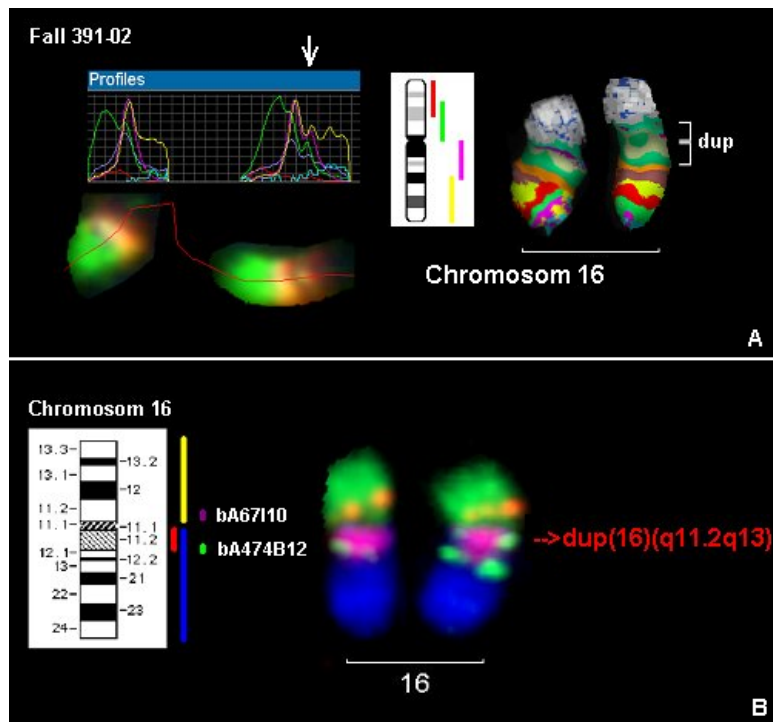 Fall 391-02
Profiles
dup
Chromosom 16
A
Chromosom 16
13.3
13.2
13.1
12
11.2
11.1
11.1
11.2
12.1
12.2
13
21
22
23
24
bA67I10
bA474B12
-->dup(16)(q11.2q13)
16
B